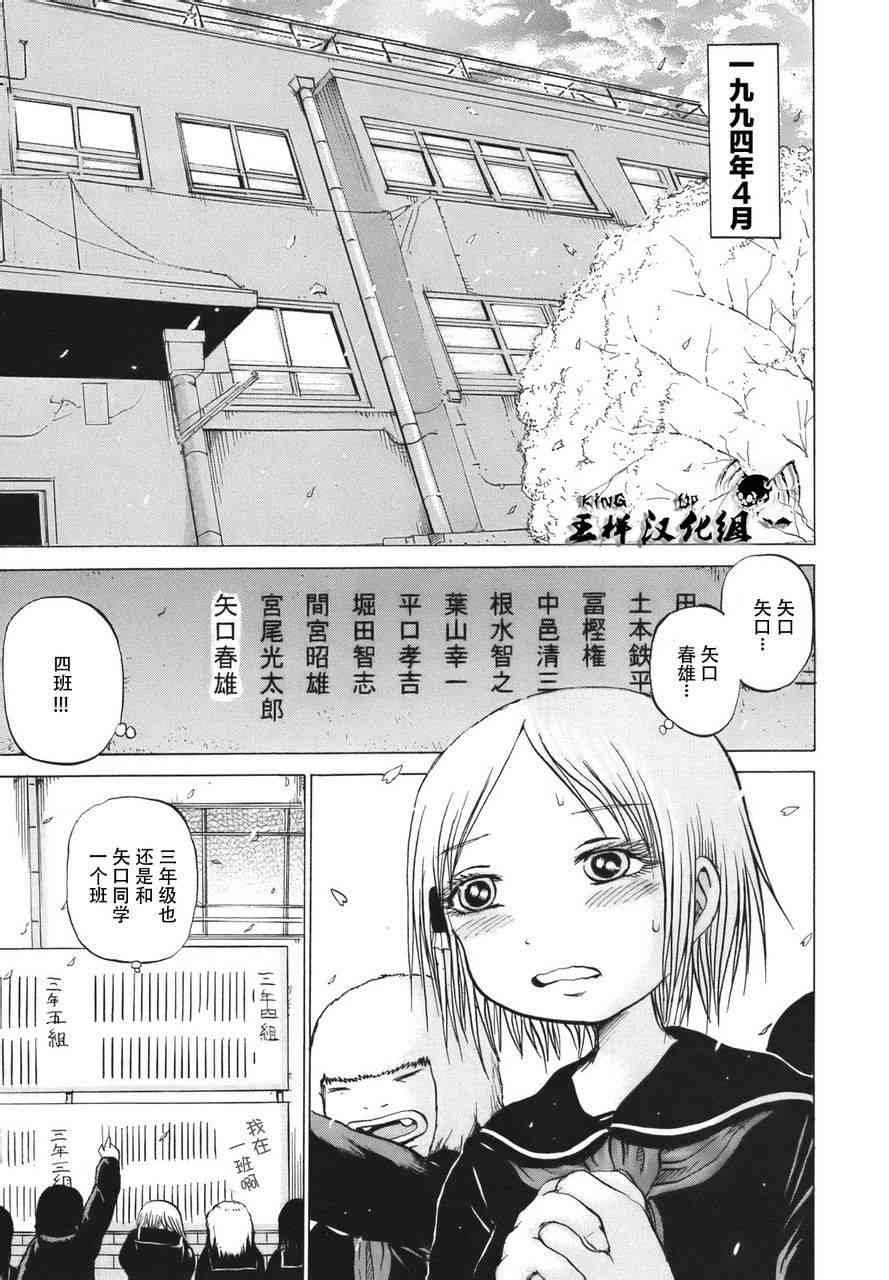 一九九四年4月
KiNG UP
王样汉化组
矢口
矢口…
矢口
春雄…
土本鉄平
冨樫権
中邑清三
根水智之
葉山幸一
平口孝吉
堀田智志
間宮昭雄
宮尾光太郎
矢口春雄
四班!!!
三年级也
还是和
矢口同学
一个班
三年四組
三年五組
我在
一班啊
三年三組